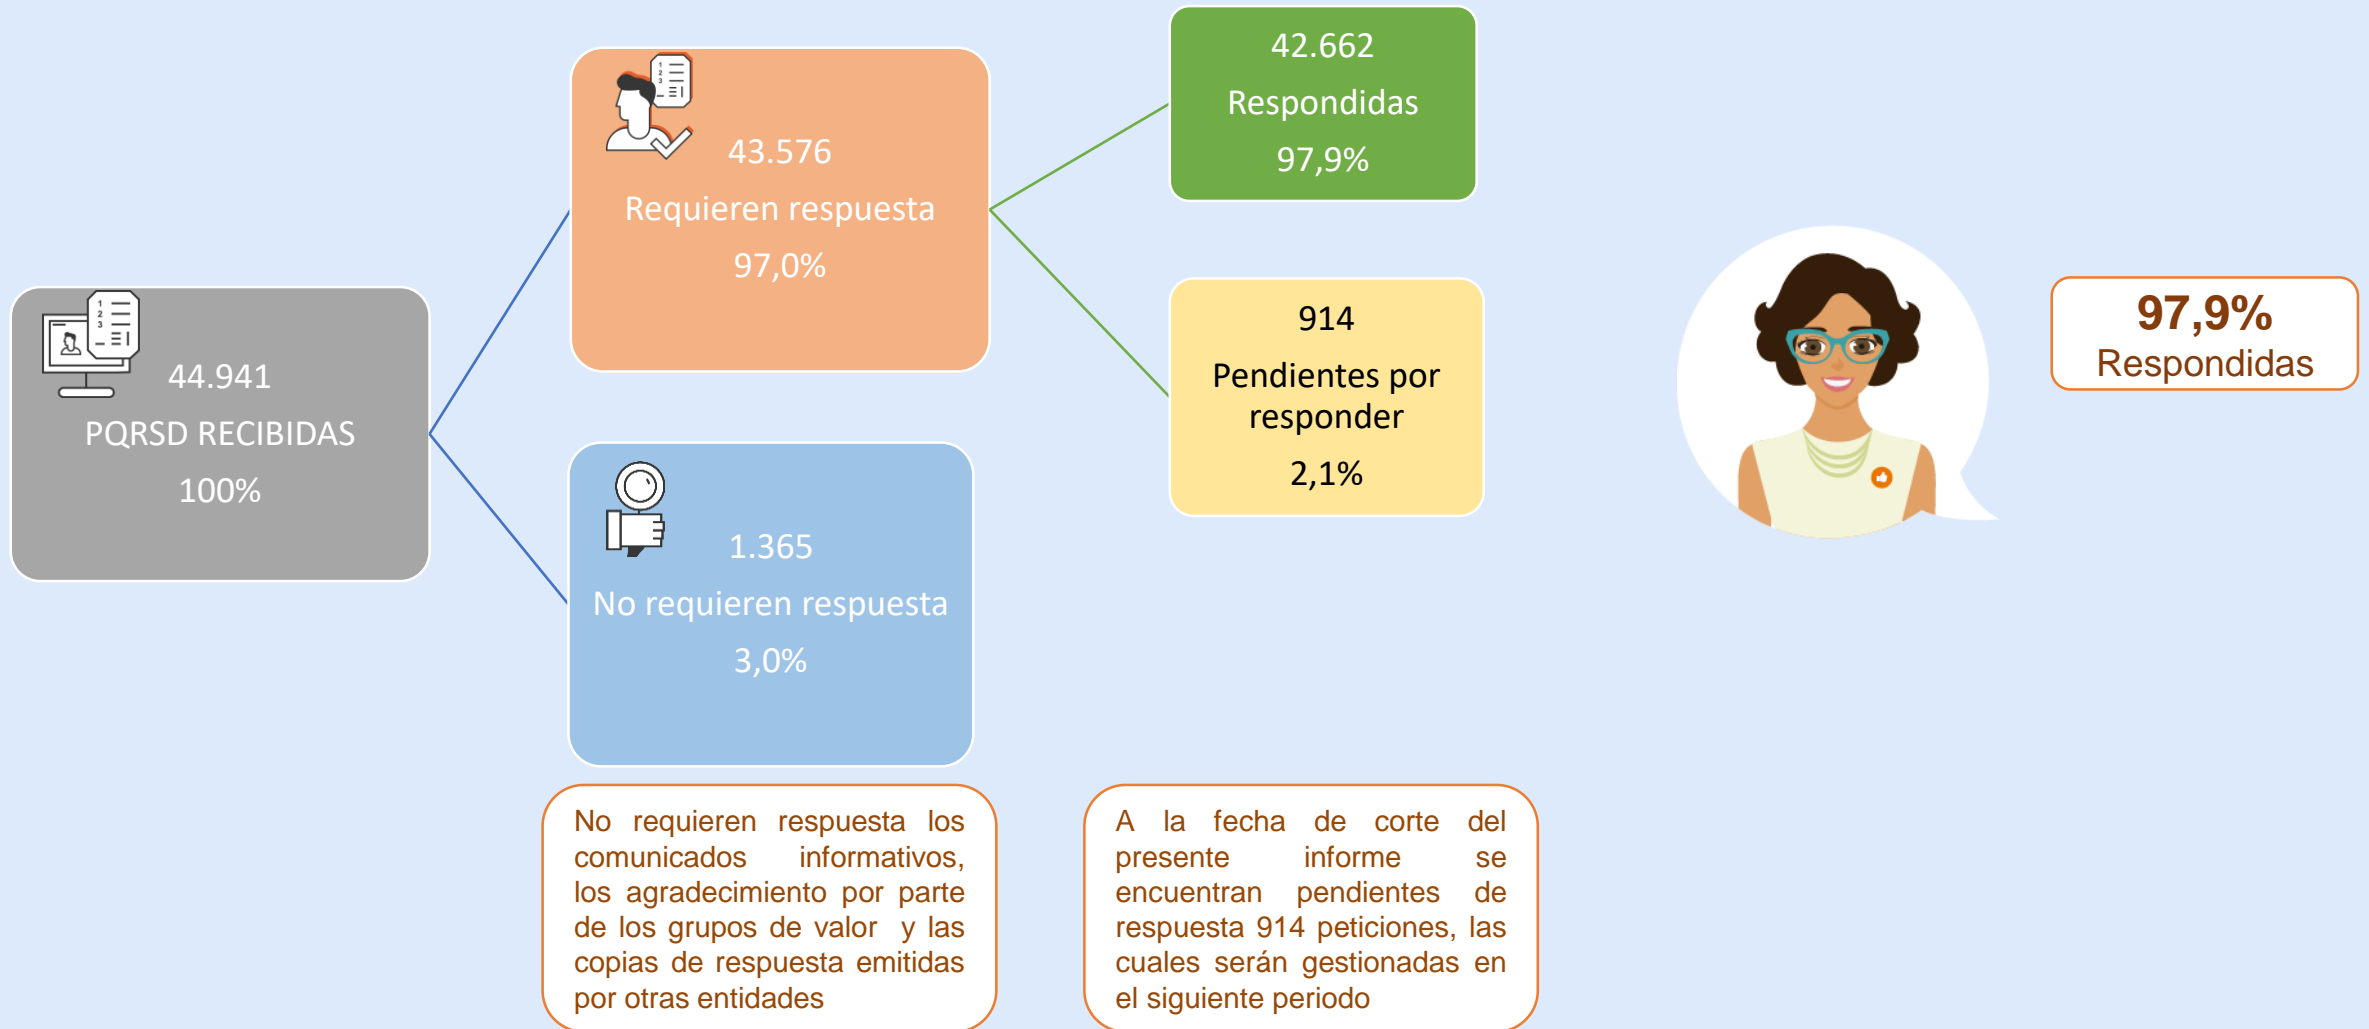 44.941
PQRSD RECIBIDAS
100%
43.576
Requieren respuesta
97,0%
1.365
No requieren respuesta
3,0%
42.662
Respondidas
97,9%
914
Pendientes por
responder
2,1%
97,9%
Respondidas
No requieren respuesta los
comunicados informativos,
los agradecimiento por parte
de los grupos de valor y las
copias de respuesta emitidas
por otras entidades
A la fecha de corte del
presente informe se
encuentran pendientes de
respuesta 914 peticiones, las
cuales serán gestionadas en
el siguiente periodo